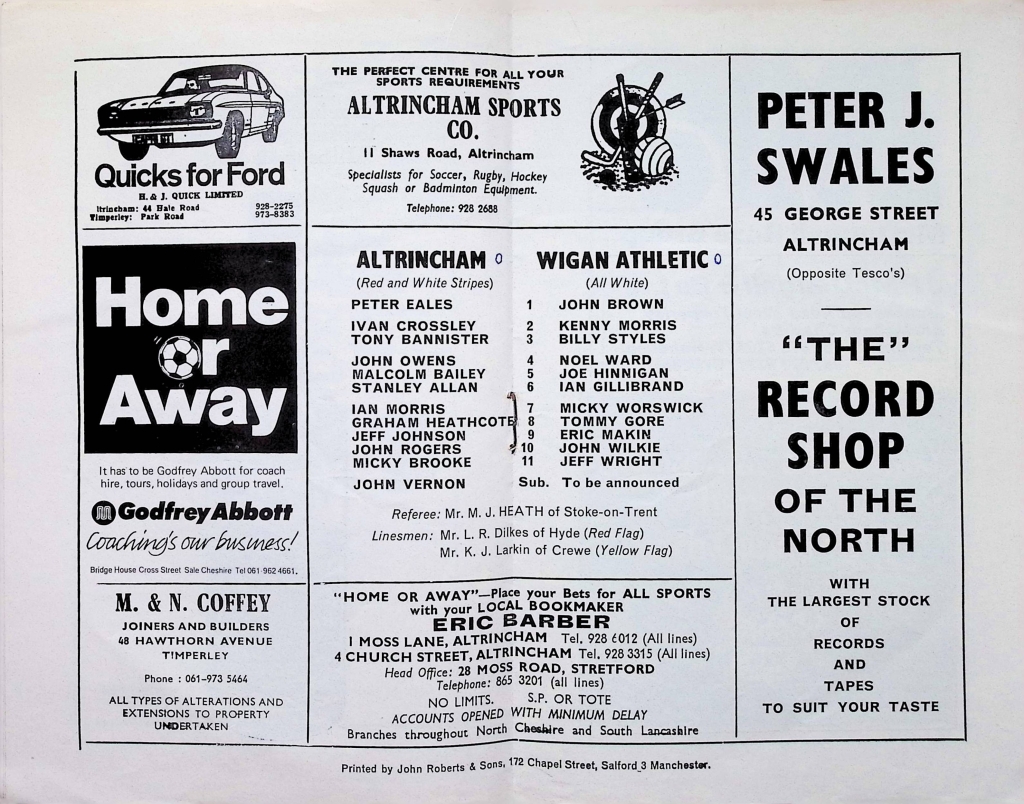 Quicks for Ford
H. & J. QUICK LIMITED
ltrincham: 44 Hale Road 928-2275
Timperley: Park Road 973-8383
Home
or
Away
It has to be Godfrey Abbott for coach
hire, tours, holidays and group travel.
Godfrey Abbott
Coaching's our business!
Bridge House Cross Street Sale Cheshire Tel 061 962 4661.
M. & N. COFFEY
JOINERS AND BUILDERS
48 HAWTHORN AVENUE
TIMPERLEY
Phone : 061-973 5464
ALL TYPES OF ALTERATIONS AND
EXTENSIONS TO PROPERTY
UNDERTAKEN
THE PERFECT CENTRE FOR ALL YOUR
SPORTS REQUIREMENTS
ALTRINCHAM SPORTS
CO.
11 Shaws Road, Altrincham
Specialists for Soccer, Rugby, Hockey
Squash or Badminton Equipment.
Telephone: 928 2688
ALTRINCHAM 0 WIGAN ATHLETIC 0
(Red and White Stripes) (All White)
PETER EALES 1 JOHN BROWN
IVAN CROSSLEY 2 KENNY MORRIS
TONY BANNISTER 3 BILLY STYLES
JOHN OWENS 4 NOEL WARD
MALCOLM BAILEY 5 JOE HINNIGAN
STANLEY ALLAN 6 IAN GILLIBRAND
IAN MORRIS 7 MICKY WORSWICK
GRAHAM HEATHCOTE 8 TOMMY GORE
JEFF JOHNSON 9 ERIC MAKIN
JOHN ROGERS 10 JOHN WILKIE
MICKY BROOKE 11 JEFF WRIGHT
JOHN VERNON Sub. To be announced
Referee: Mr. M. J. HEATH of Stoke-on-Trent
Linesmen: Mr. L. R. Dilkes of Hyde (Red Flag)
Mr. K. J. Larkin of Crewe (Yellow Flag)
"HOME OR AWAY"—Place your Bets for ALL SPORTS
with your LOCAL BOOKMAKER
ERIC BARBER
1 MOSS LANE, ALTRINCHAM Tel. 928 6012 (All lines)
4 CHURCH STREET, ALTRINCHAM Tel. 928 3315 (All lines)
Head Office: 28 MOSS ROAD, STRETFORD
Telephone: 865 3201 (all lines)
NO LIMITS. S.P. OR TOTE
ACCOUNTS OPENED WITH MINIMUM DELAY
Branches throughout North Cheshire and South Lancashire
PETER J.
SWALES
45 GEORGE STREET
ALTRINCHAM
(Opposite Tesco's)
"THE"
RECORD
SHOP
OF THE
NORTH
WITH
THE LARGEST STOCK
OF
RECORDS
AND
TAPES
TO SUIT YOUR TASTE
Printed by John Roberts & Sons, 172 Chapel Street, Salford 3 Manchester.